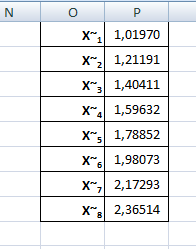 N O P
X~1 1,01970
X~2 1,21191
X~3 1,40411
X~4 1,59632
X~5 1,78852
X~6 1,98073
X~7 2,17293
X~8 2,36514